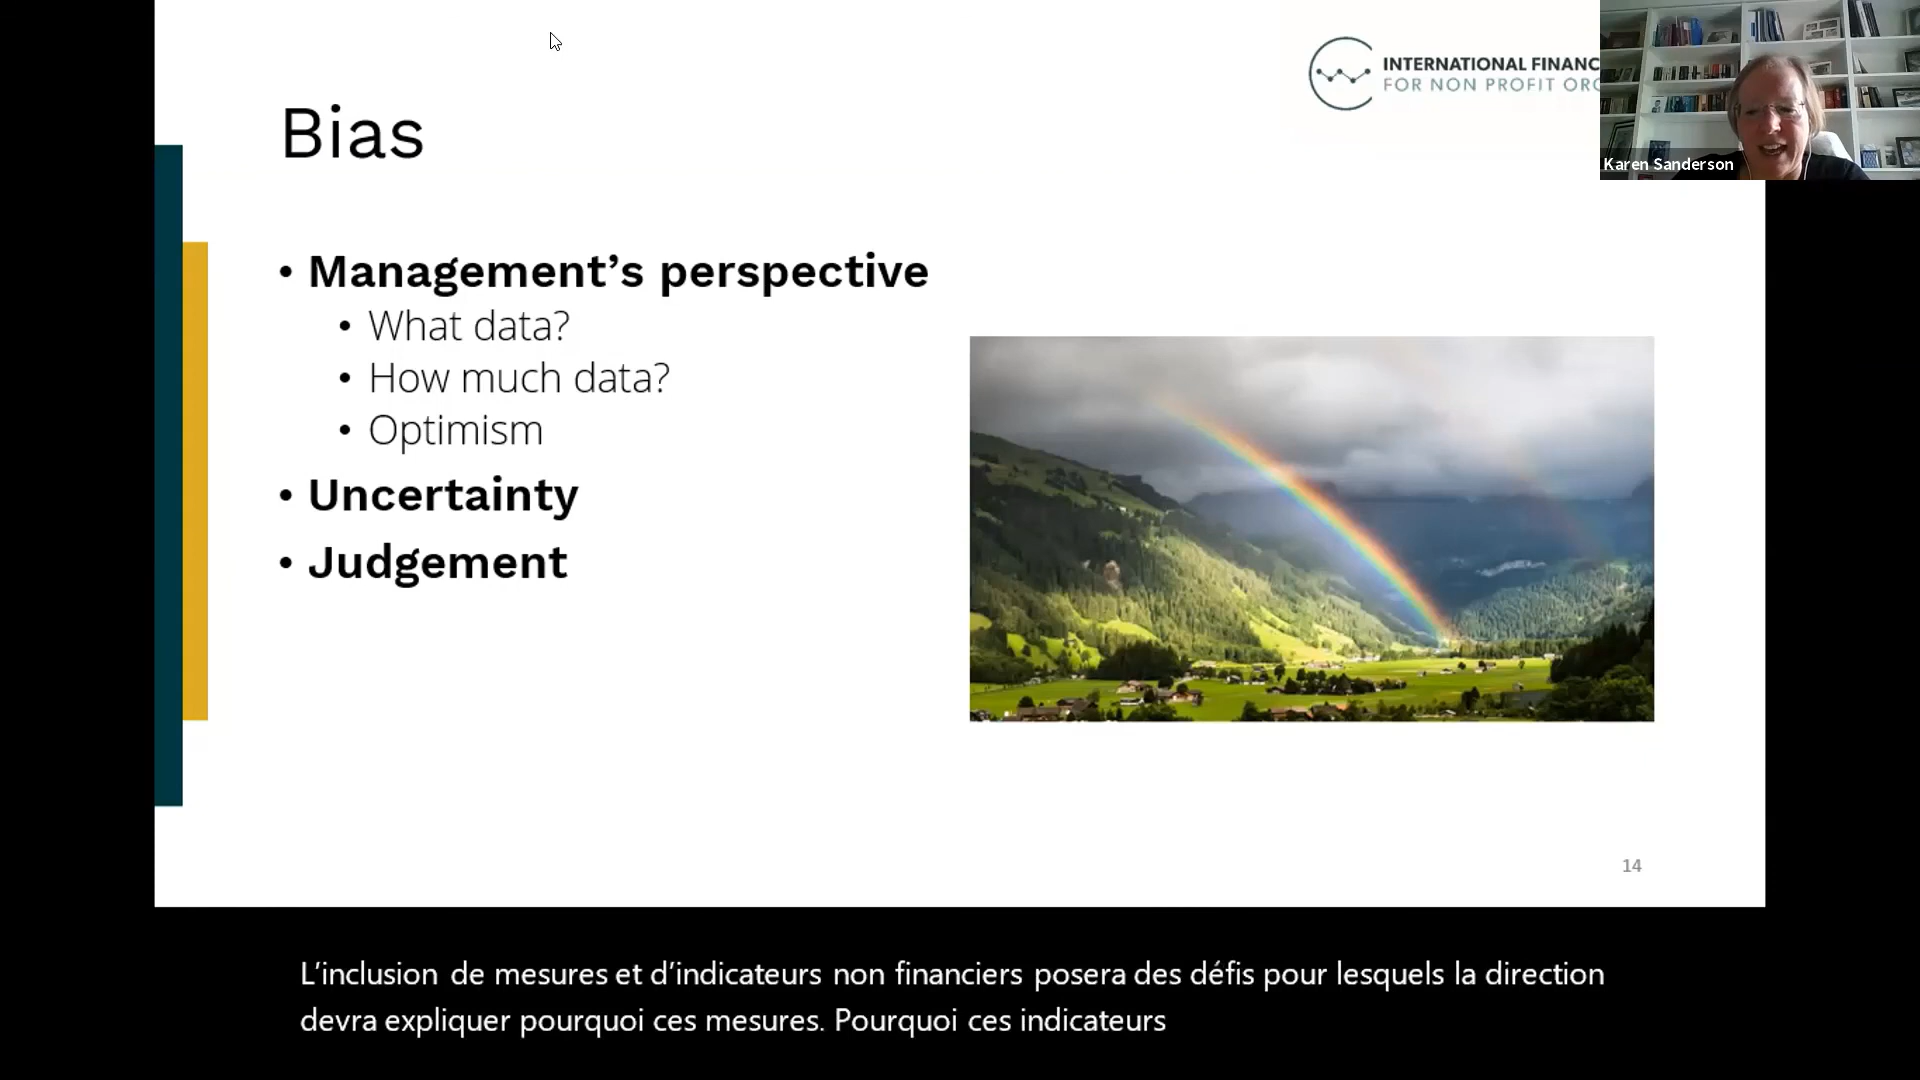 INTERNATIONAL FINANC
FOR NON PROFIT ORG
Karen Sanderson
Bias
• Management’s perspective
• What data?
• How much data?
• Optimism
• Uncertainty
• Judgement
14
L’inclusion de mesures et d’indicateurs non financiers posera des défis pour lesquels la direction
devra expliquer pourquoi ces mesures. Pourquoi ces indicateurs